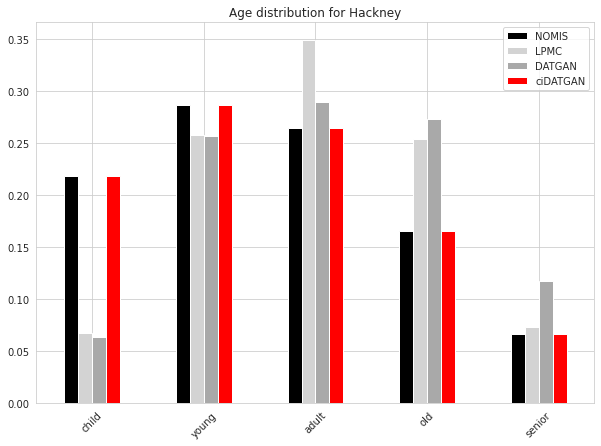 Age distribution for Hackney
NOMIS
LPMC
DATGAN
ciDATGAN
0.35
0.30
0.25
0.20
0.15
0.10
0.05
0.00
child
young
adult
old
senior